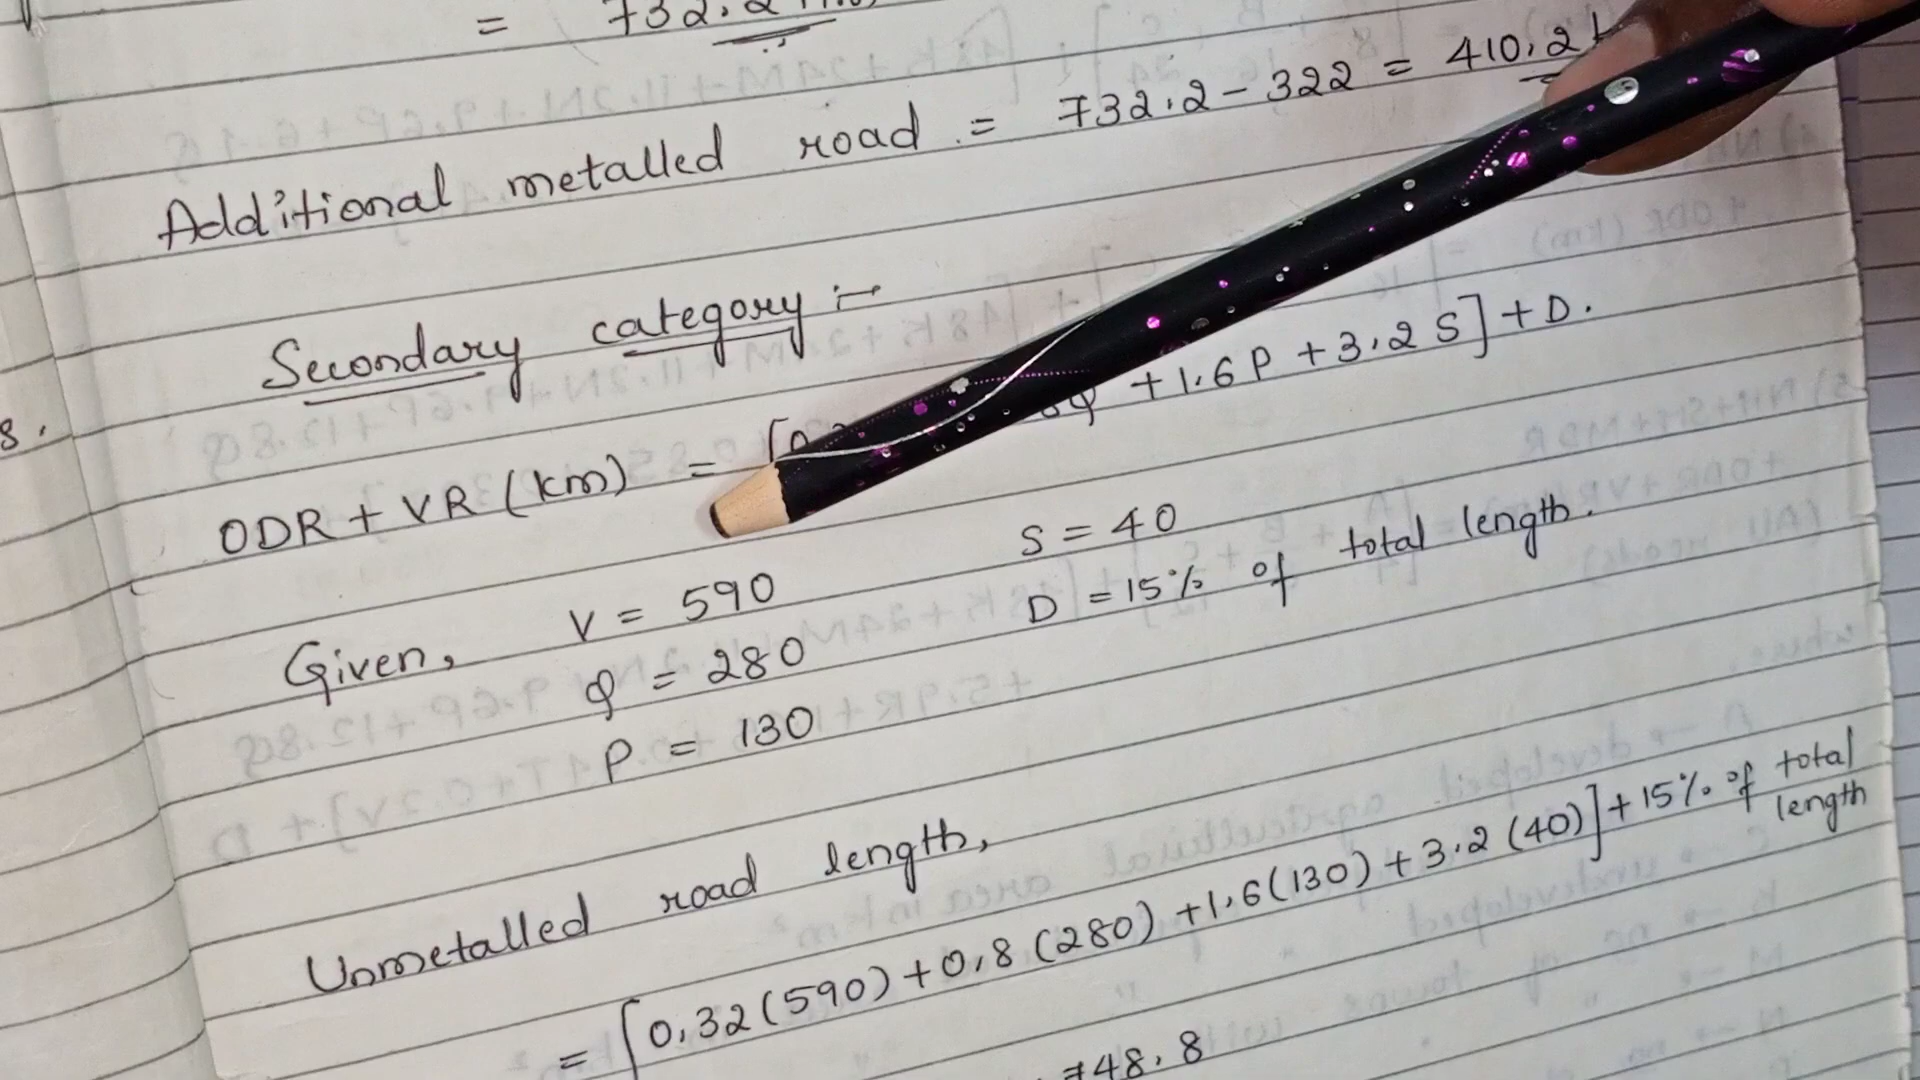 = 732.2
Additional metalled road = 732.2 - 322 = 410.2
Secondary category :-
8.
ODR + VR (km) = [0. + 1.6P + 3.2 S] + D.
Given, V = 590 S = 40
Q = 280 D = 15% of total length.
P = 130
Unmetalled road length,
= [0.32 (590) + 0.8 (280) + 1.6 (130) + 3.2 (40)] + 15% of total length
748.8